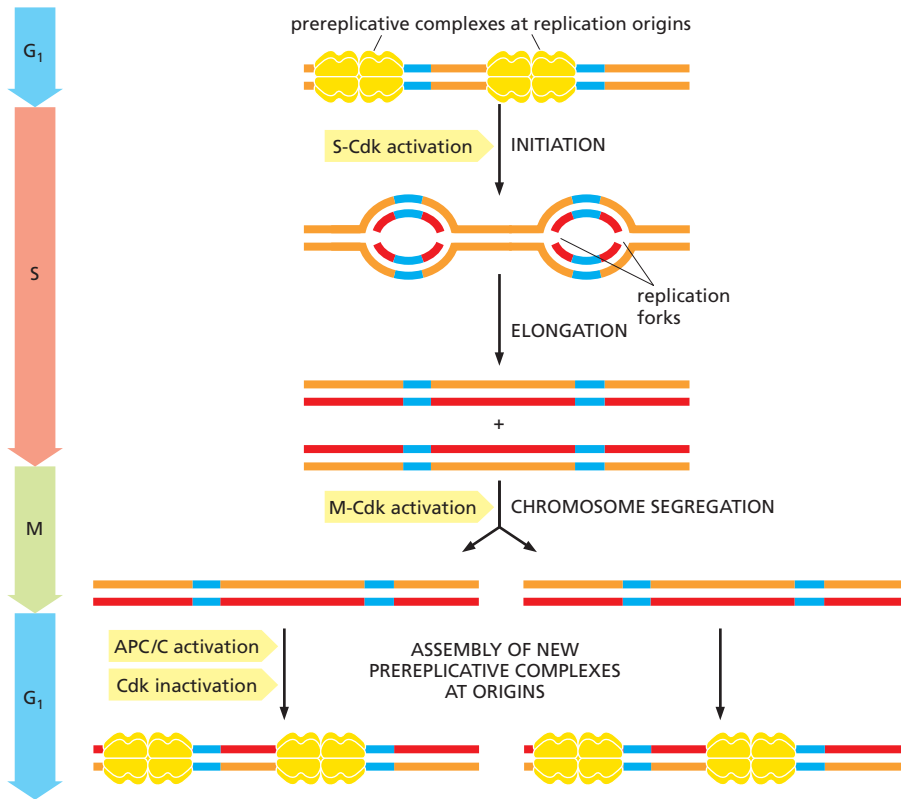 prereplicative complexes at replication origins
G1
S-Cdk activation
INITIATION
S
replication
forks
ELONGATION
+
M-Cdk activation
CHROMOSOME SEGREGATION
M
APC/C activation
ASSEMBLY OF NEW
PREREPLICATIVE COMPLEXES
AT ORIGINS
Cdk inactivation
G1